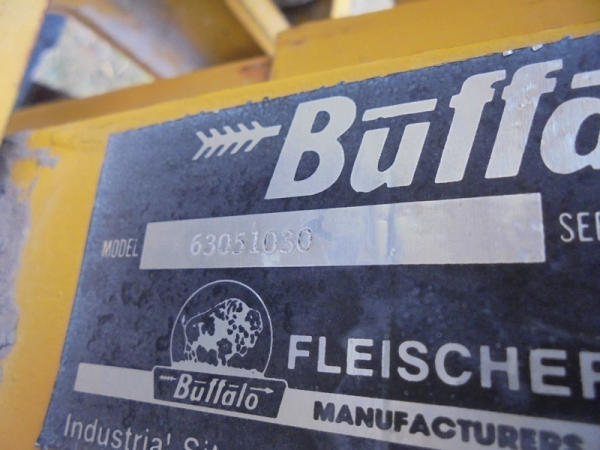 Buffa
MODEL 63051030 SE
FLEISCHER
Buffalo
MANUFACTURERS
Industrial